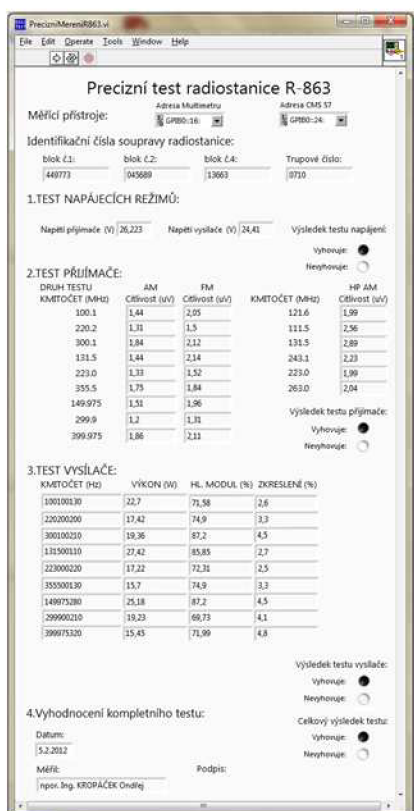 PrecizníMereniR863.vi
File Edit Operate Tools Window Help
Precizní test radiostanice R-863
Měřící přístroje:
Adresa Multimetru
GPIB0::16:
Adresa CMS 57
GPIB0::24:
Identifikační čísla soupravy radiostanice:
blok č.1: blok č.2: blok č.4: Trupové číslo:
449773 045689 13663 0710
1.TEST NAPÁJECÍCH REŽIMŮ:
Napětí přijímače (V) 26,223 Napětí vysílače (V) 24,41 Výsledek testu napájení:
Vyhovuje:
Nevyhovuje:
2.TEST PŘIJÍMAČE:
DRUH TESTU AM FM HP AM
KMITOČET (MHz) Citlivost (uV) Citlivost (uV) KMITOČET (MHz) Citlivost (uV)
100.1 1,44 2,05 121.6 1,99
220.2 1,31 1,5 111.5 2,56
300.1 1,84 2,12 131.5 2,89
131.5 1,44 2,14 243.1 2,23
223.0 1,33 1,52 223.0 1,99
355.5 1,75 1,84 263.0 2,04
149.975 1,51 1,96
299.9 1,2 1,31
399.975 1,86 2,11
Výsledek testu přijímače:
Vyhovuje:
Nevyhovuje:
3.TEST VYSÍLAČE:
KMITOČET (Hz) VÝKON (W) HL. MODUL (%) ZKRESLENÍ (%)
100100130 22,7 71,58 2,6
220200200 17,42 74,9 3,3
300100210 19,36 87,2 4,5
131500110 27,42 85,85 2,7
223000220 17,22 72,31 2,5
355500130 15,7 74,9 3,3
149975280 25,18 87,2 4,5
299900210 19,23 69,73 4,1
399975320 15,45 71,99 4,8
Výsledek testu vysílače:
Vyhovuje:
Nevyhovuje:
4.Vyhodnocení kompletního testu:
Celkový výsledek testu:
Vyhovuje:
Nevyhovuje:
Datum:
5.2.2012
Měřil: Podpis:
npor. Ing. KROPÁČEK Ondřej